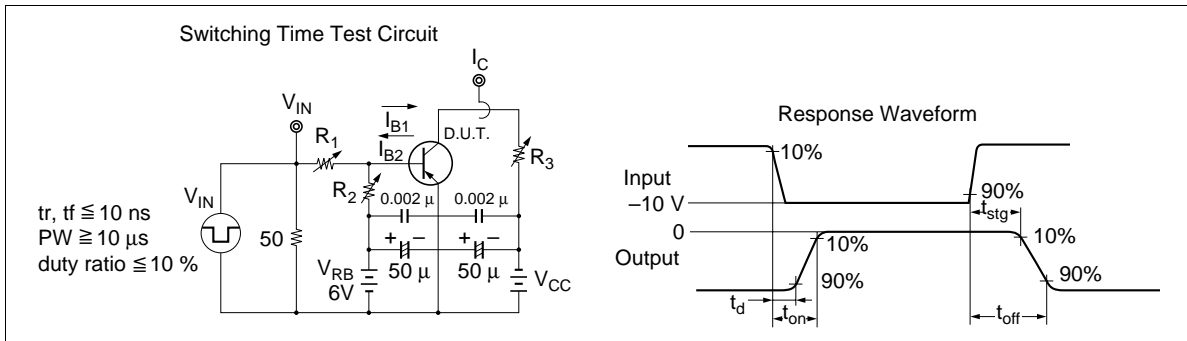 Switching Time Test Circuit
I_C
V_IN
R_1
I_B1
I_B2
D.U.T.
R_3
R_2
0.002 μ
0.002 μ
V_IN
tr, tf ≦ 10 ns
PW ≧ 10 μs
duty ratio ≦ 10 %
50
+ −
+ −
50 μ
50 μ
V_RB
6V
V_CC
Response Waveform
10%
Input
90%
–10 V
t_stg
0
10%
10%
Output
90%
90%
t_d
t_on
t_off